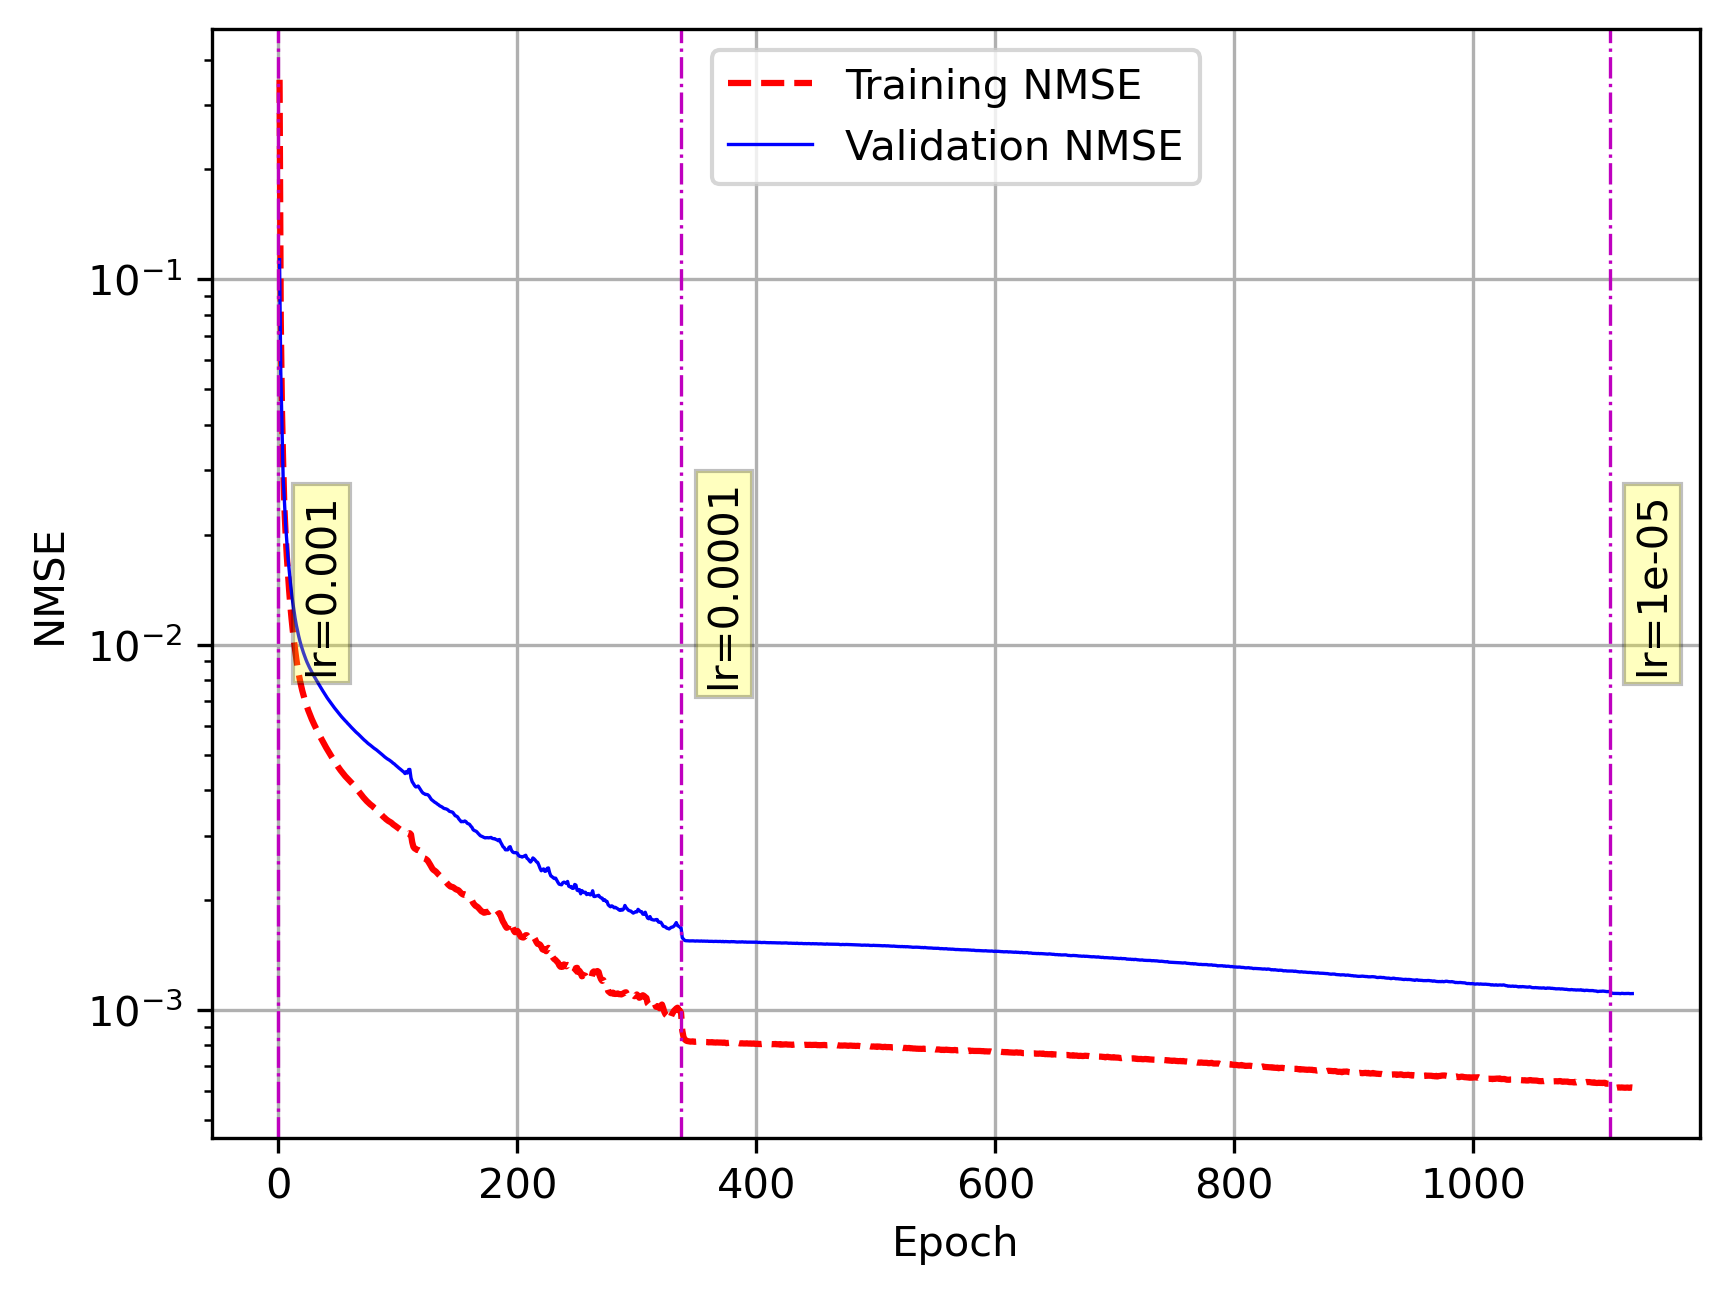 Training NMSE
Validation NMSE
NMSE
10⁻¹
10⁻²
10⁻³
lr=0.001
lr=0.0001
lr=1e-05
0 200 400 600 800 1000
Epoch